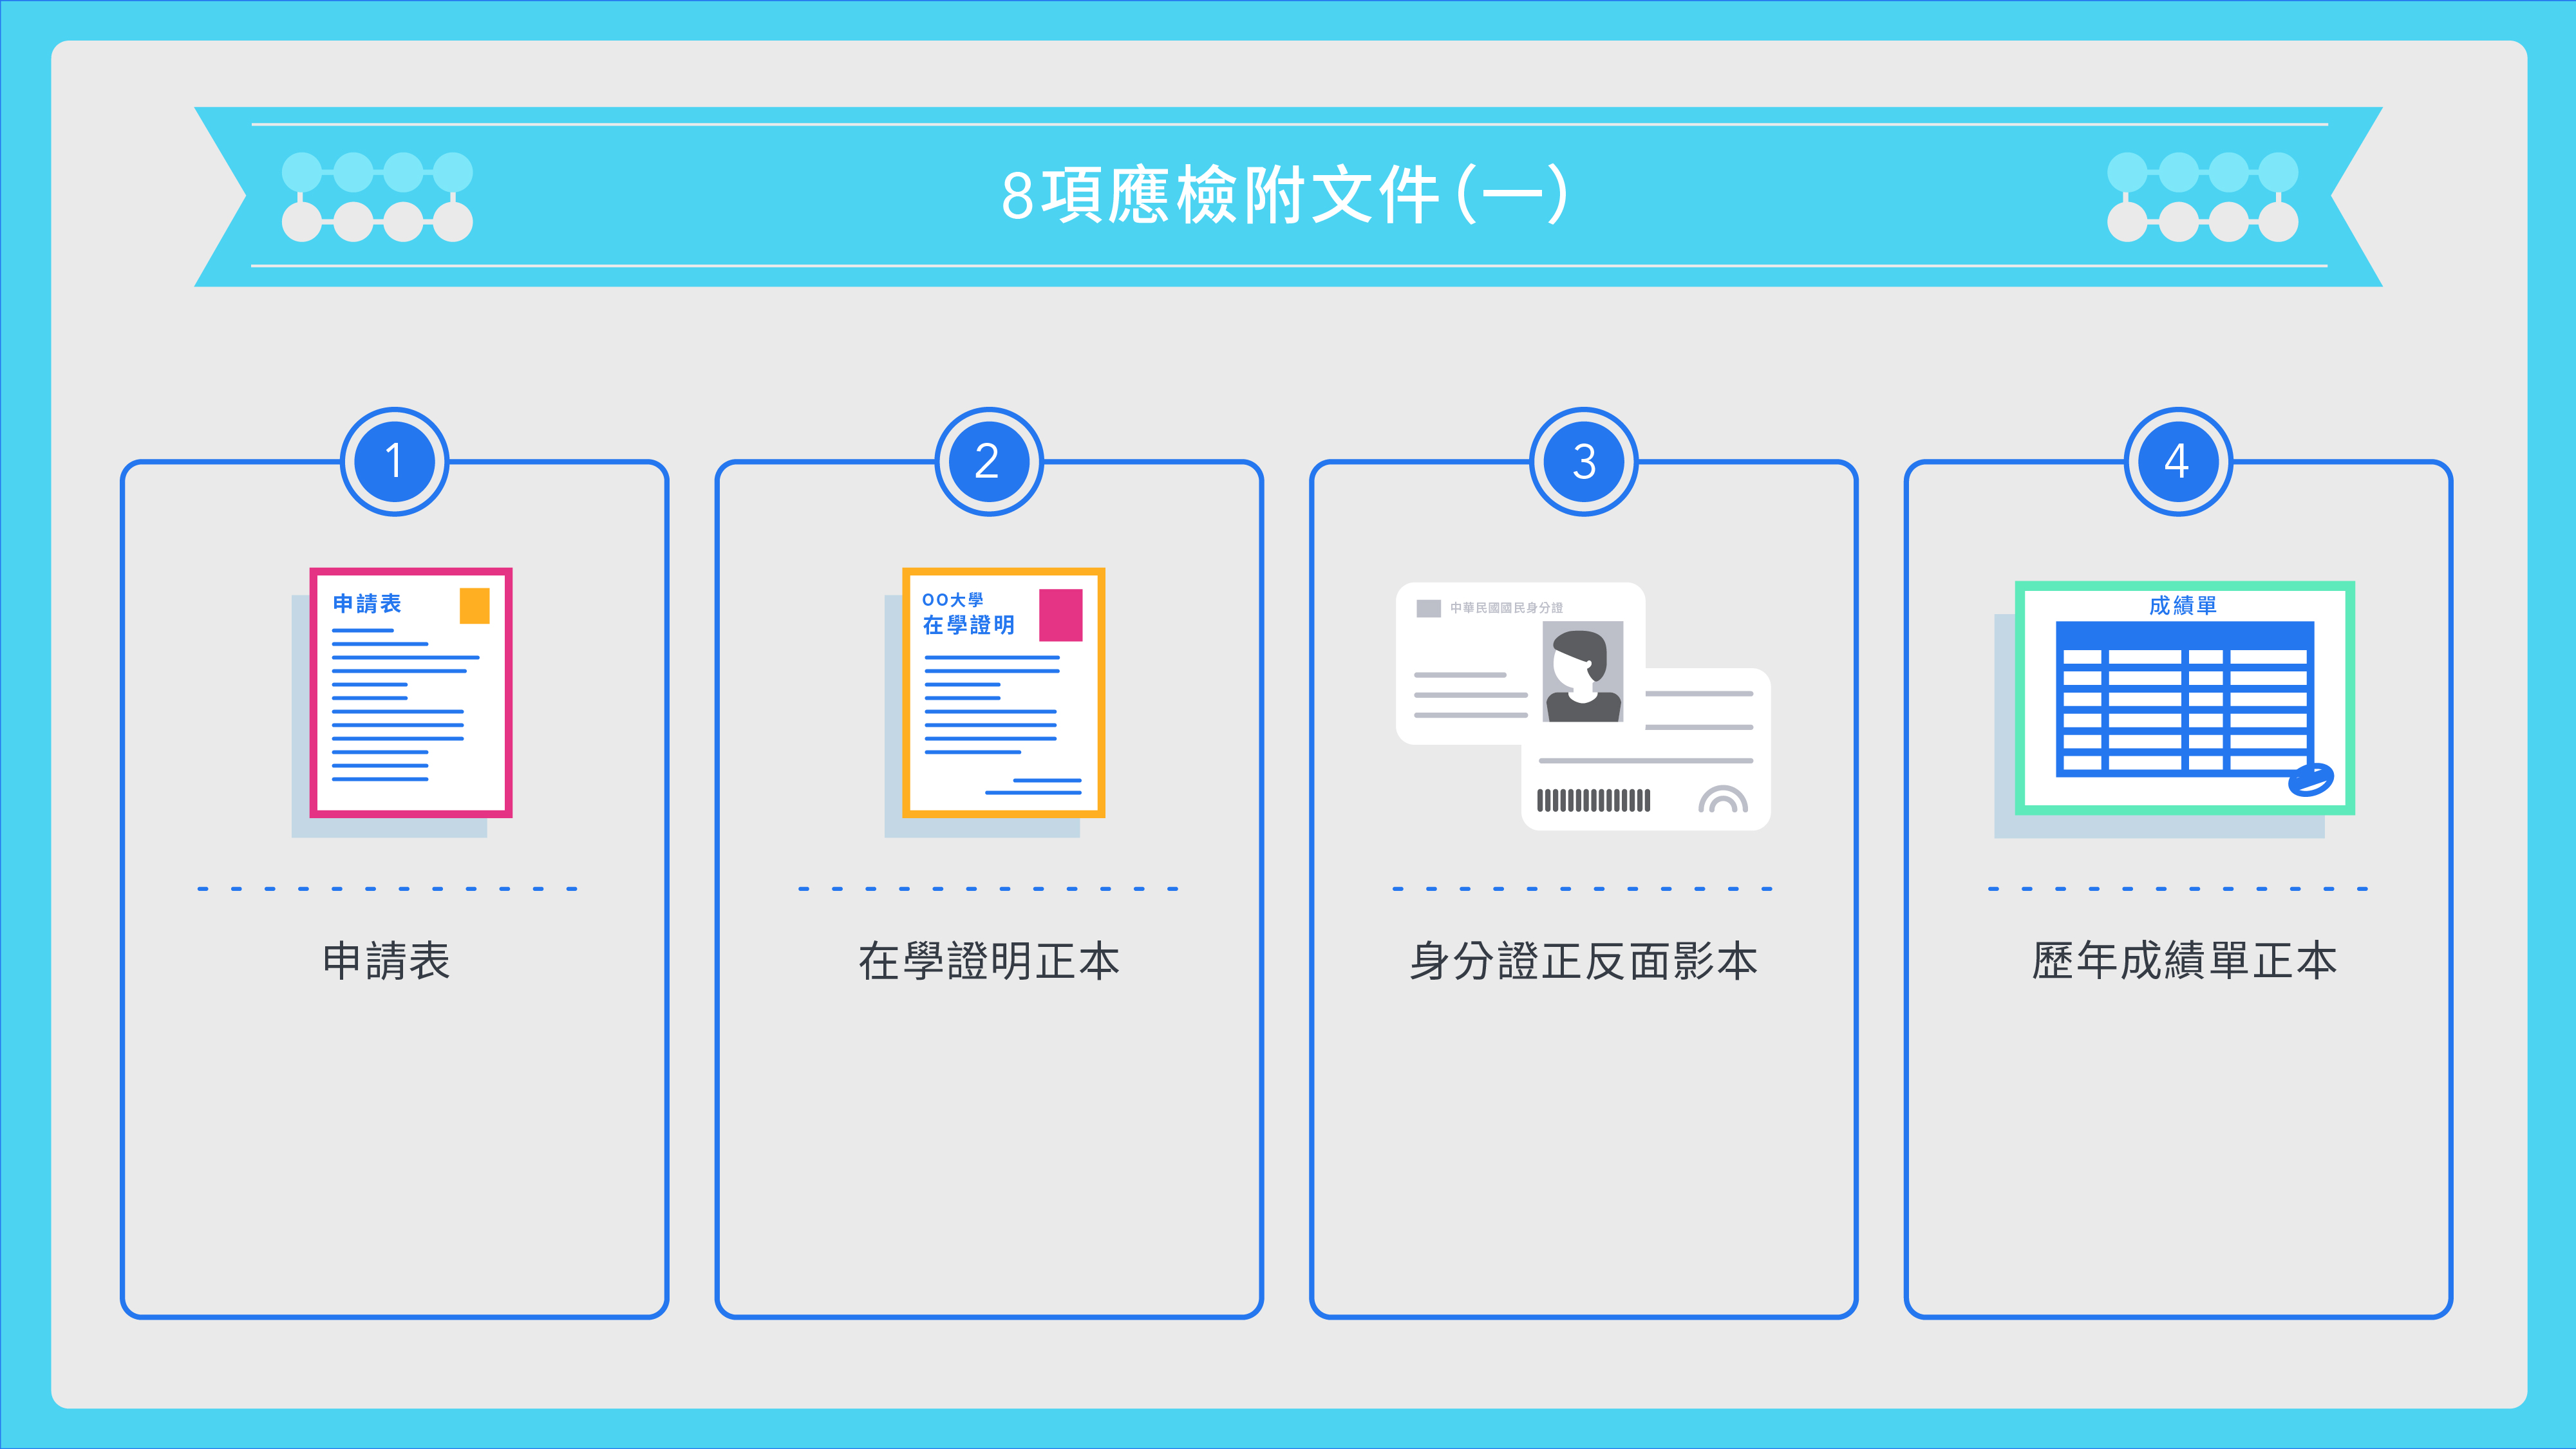 8項應檢附文件(一)
1
申請表
申請表
2
OO大學
在學證明
在學證明正本
3
中華民國國民身分證
身分證正反面影本
4
成績單
歷年成績單正本